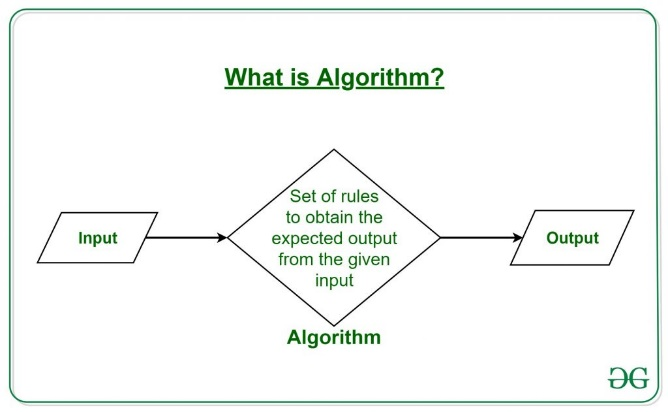 What is Algorithm?
Set of rules
to obtain the
expected output
from the given
input
Input
Output
Algorithm